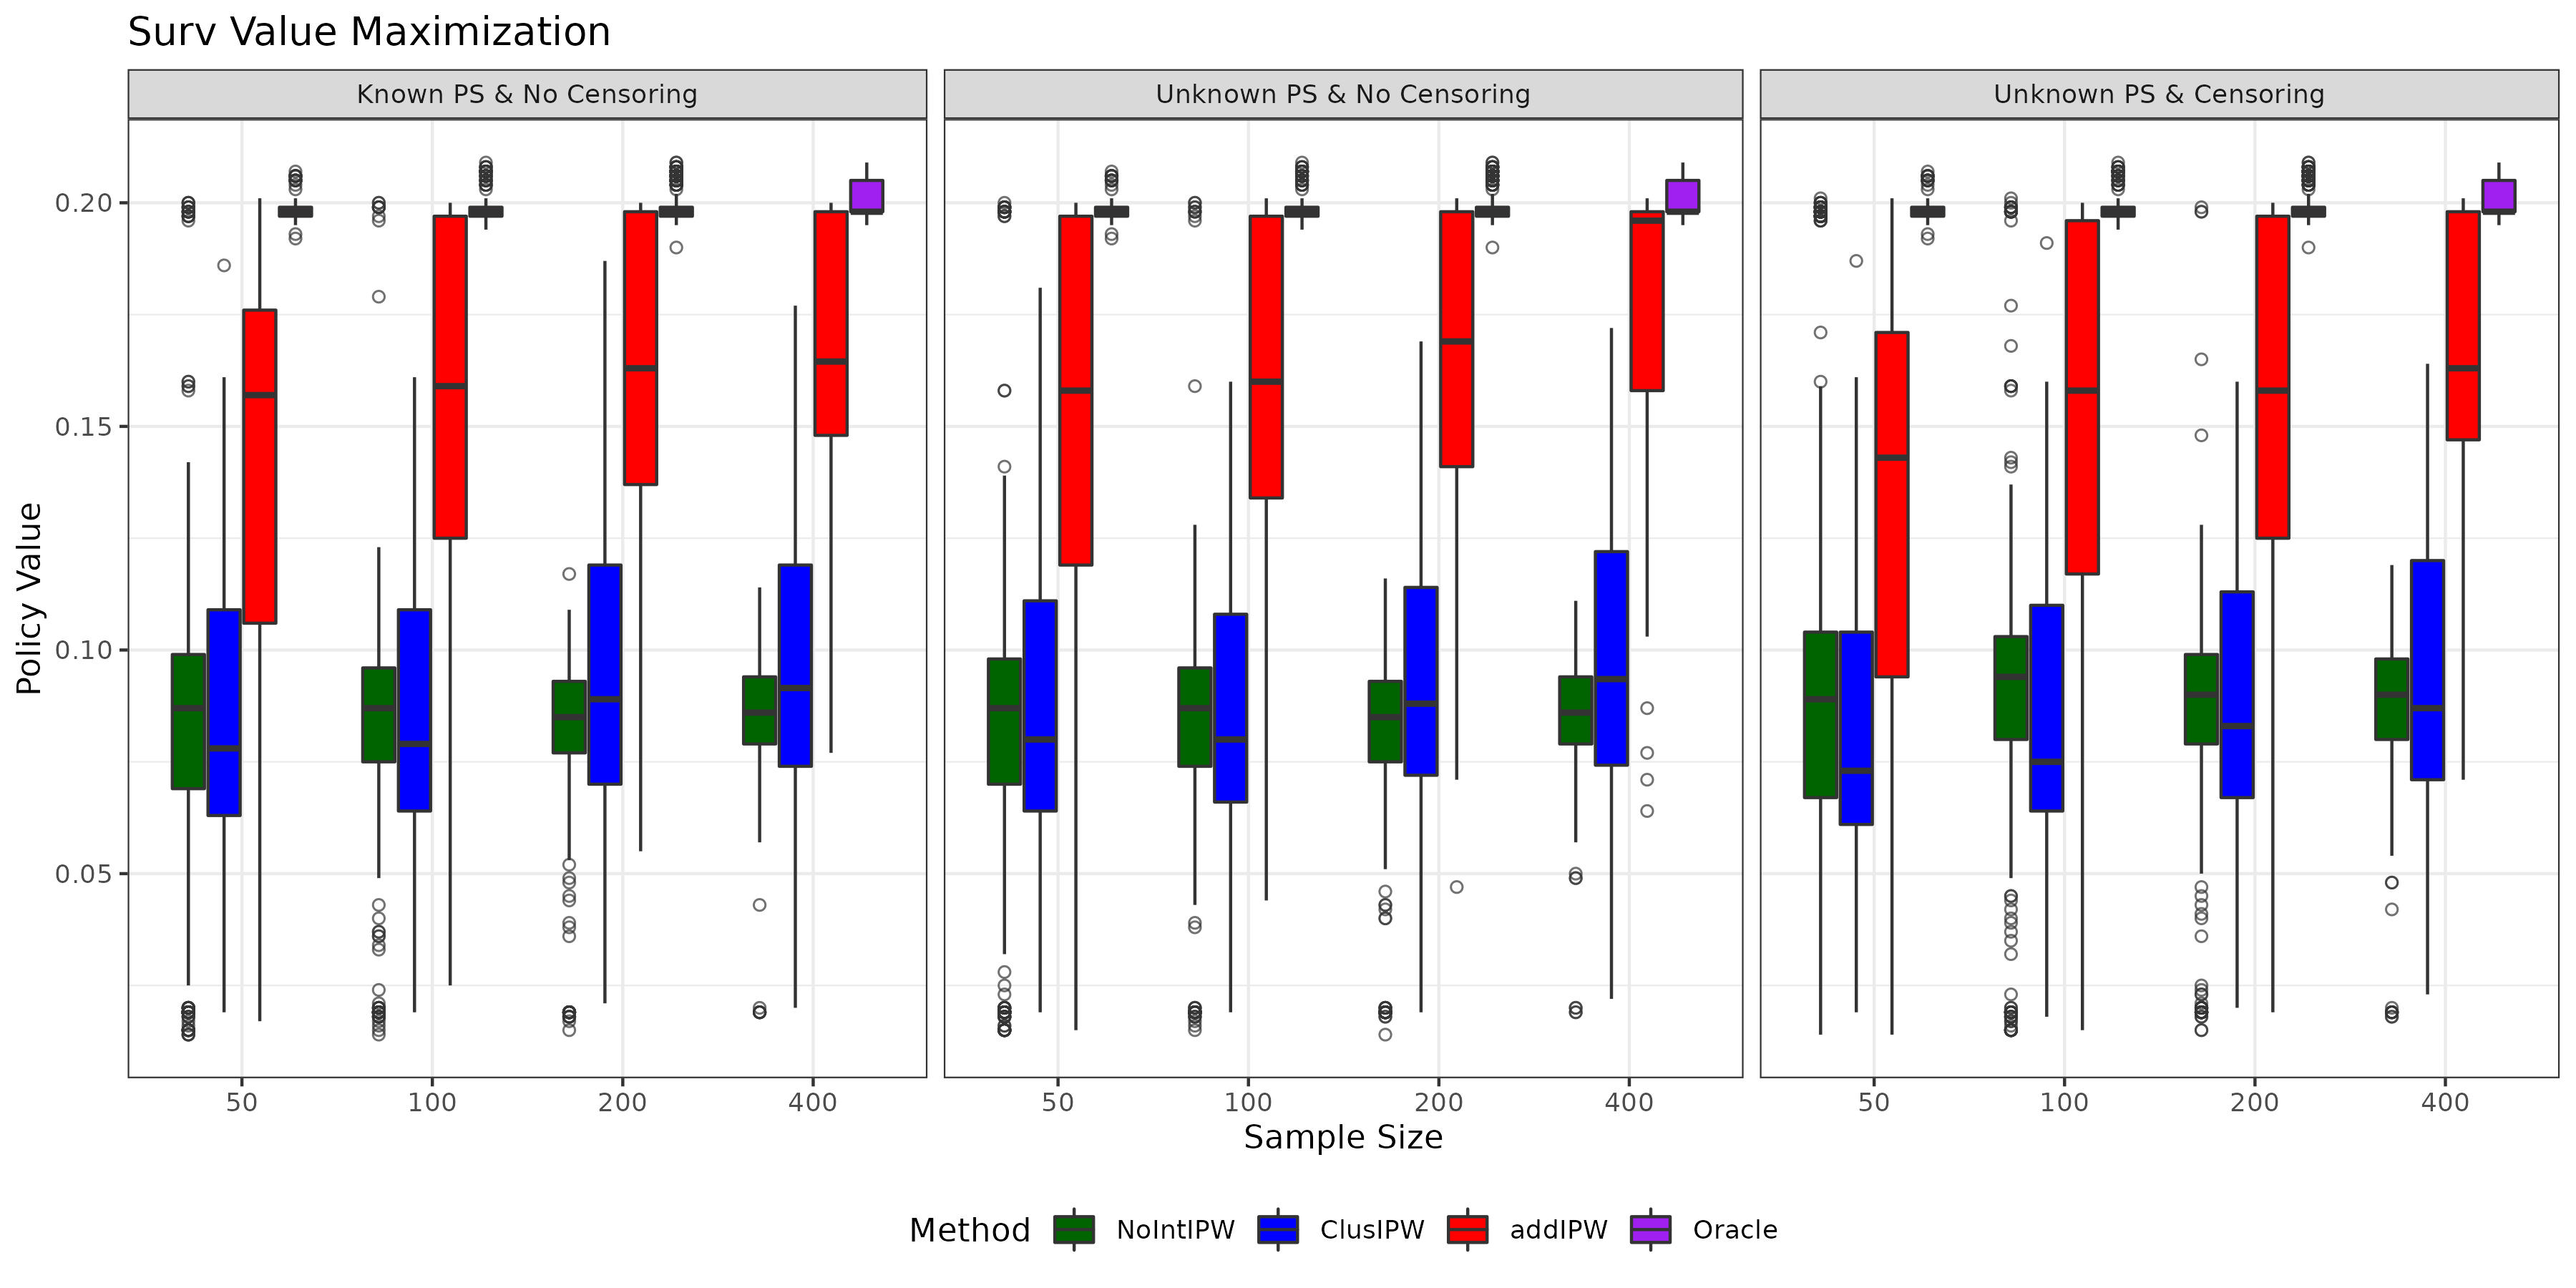 Surv Value Maximization
Known PS & No Censoring
Unknown PS & No Censoring
Unknown PS & Censoring
Policy Value
0.20
0.15
0.10
0.05
50 100 200 400
50 100 200 400
50 100 200 400
Sample Size
Method NoIntIPW ClusIPW addIPW Oracle